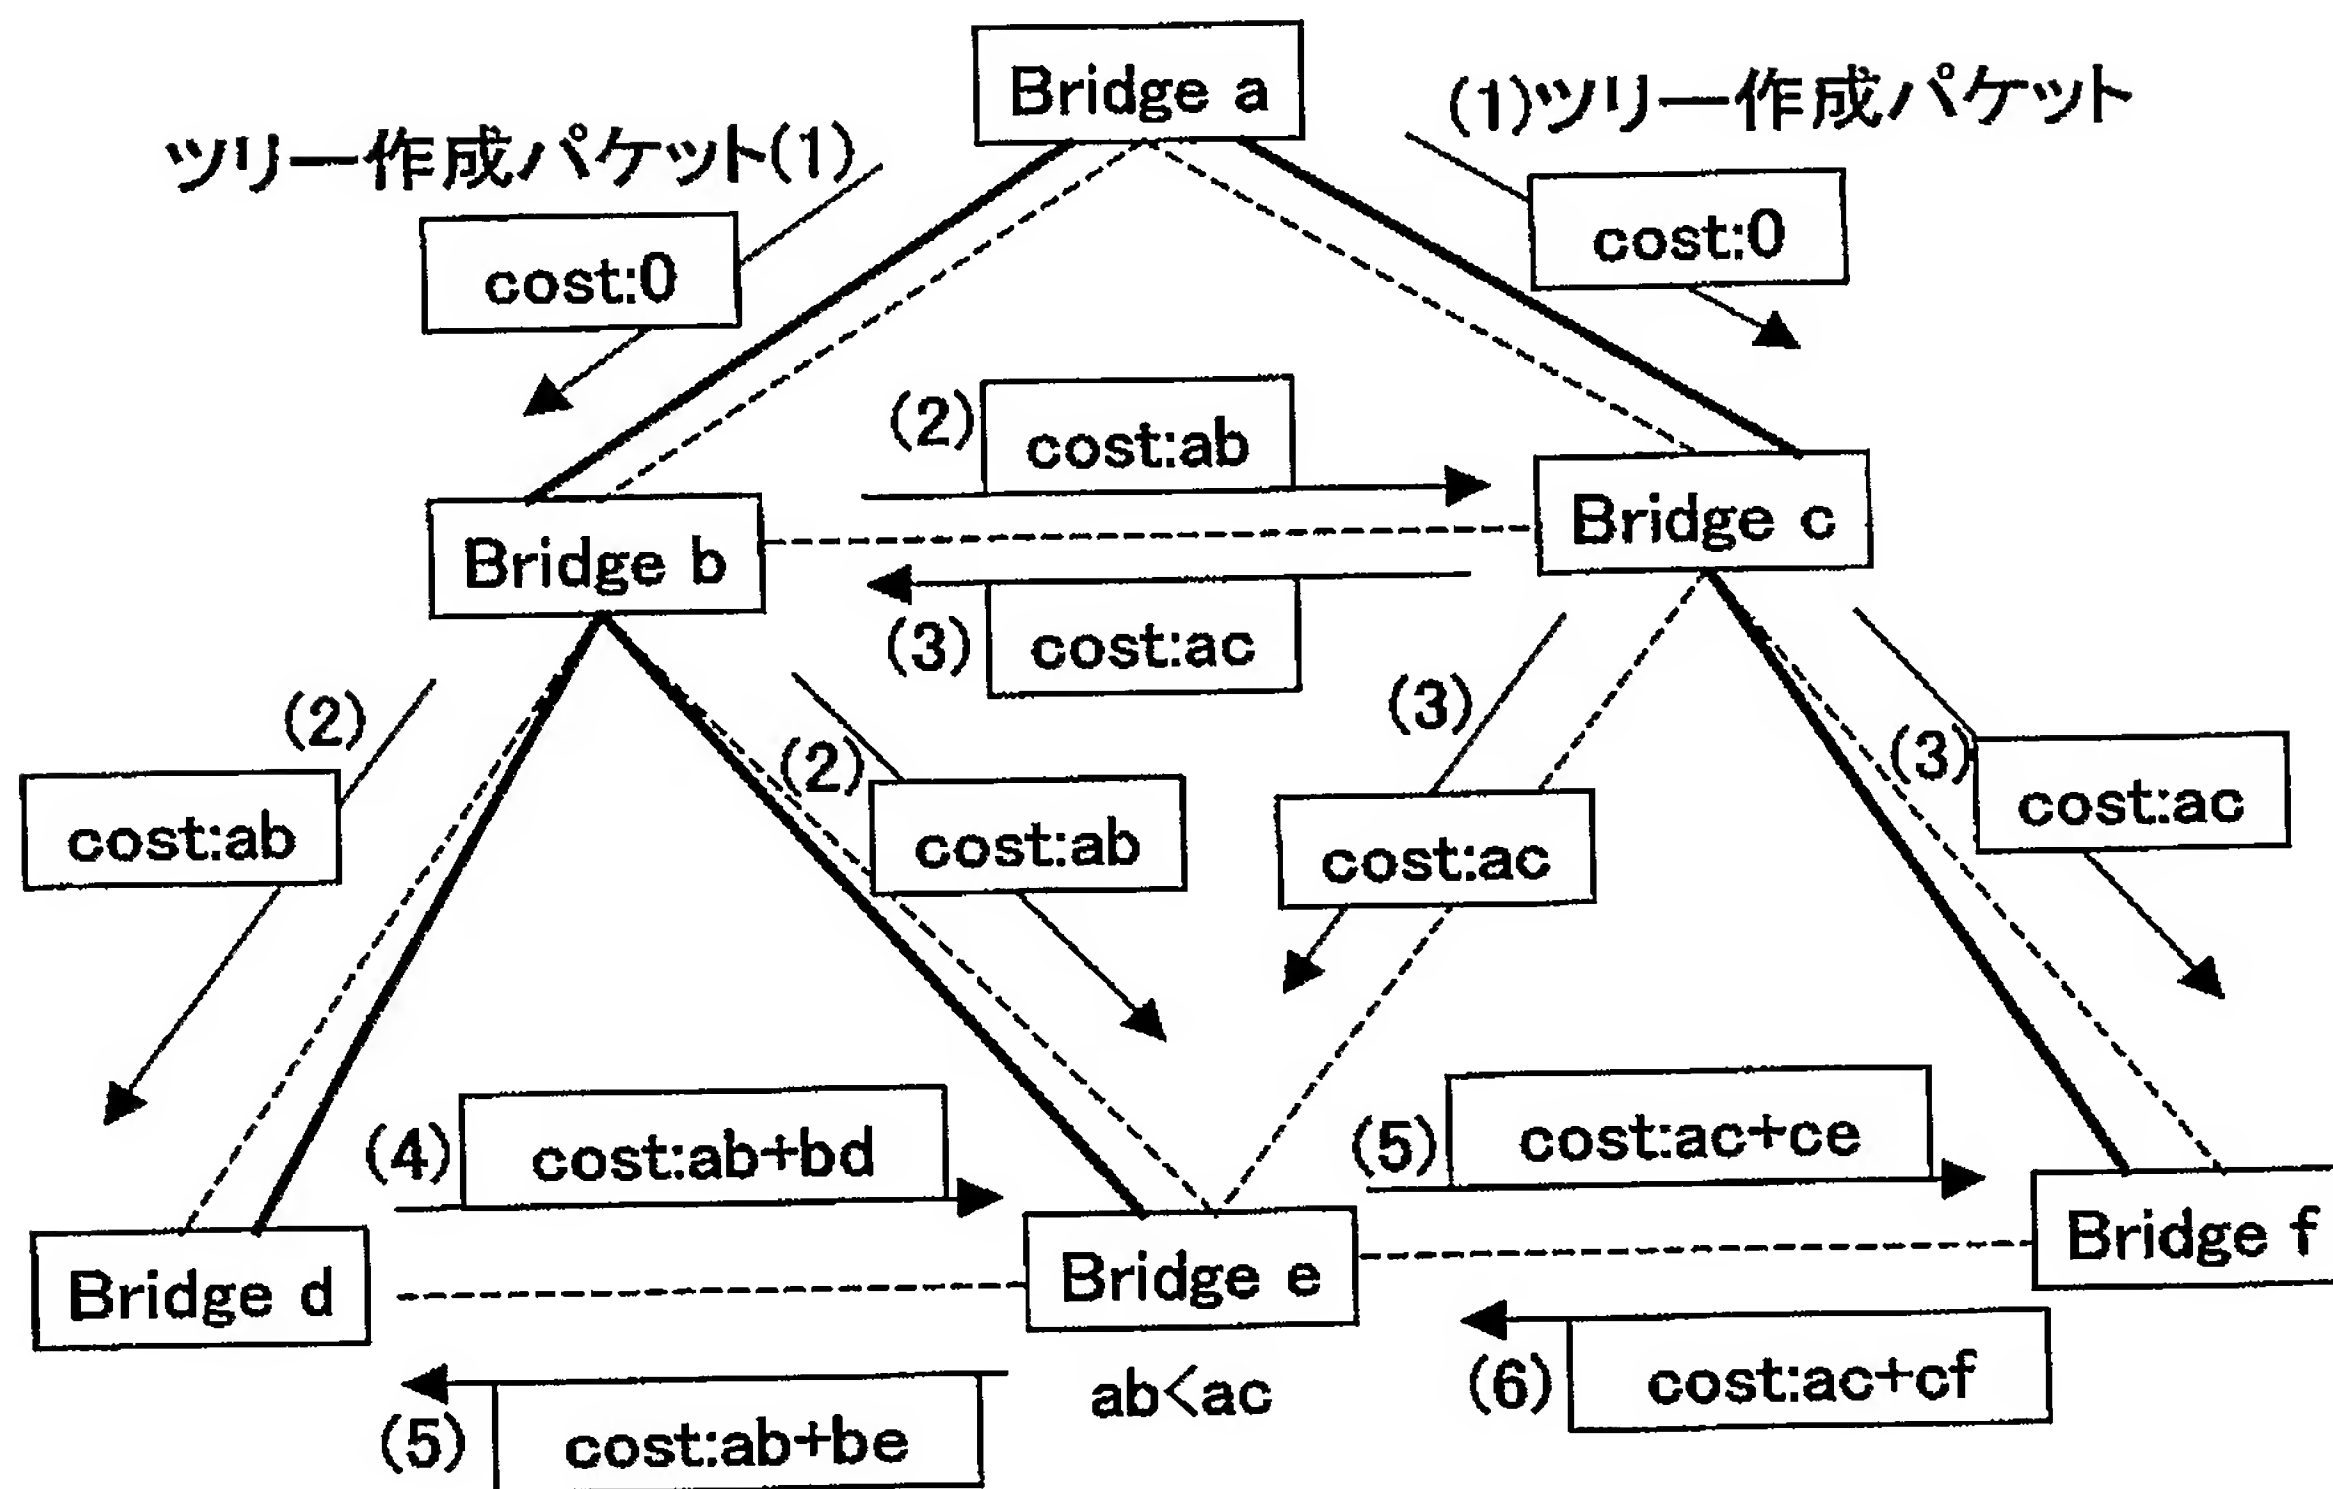 Bridge a
(1)ツリー作成パケット
ツリー作成パケット(1)
cost:0
cost:0
(2)
cost:ab
Bridge b
Bridge c
(3)
cost:ac
(2)
cost:ab
(2)
cost:ab
(3)
cost:ac
(3)
cost:ac
(4)
cost:ab+bd
(5)
cost:ac+ce
Bridge d
Bridge e
Bridge f
(5)
cost:ab+be
ab<ac
(6)
cost:ac+cf